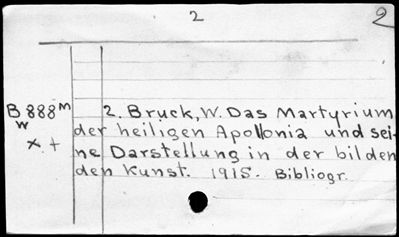 2 2
B 888 m 2. Bruck, W. Das Martyrium
w der heiligen Apollonia und sei-
x + ne Darstellung in der bilden
den Kunst. 1915. Bibliogr.